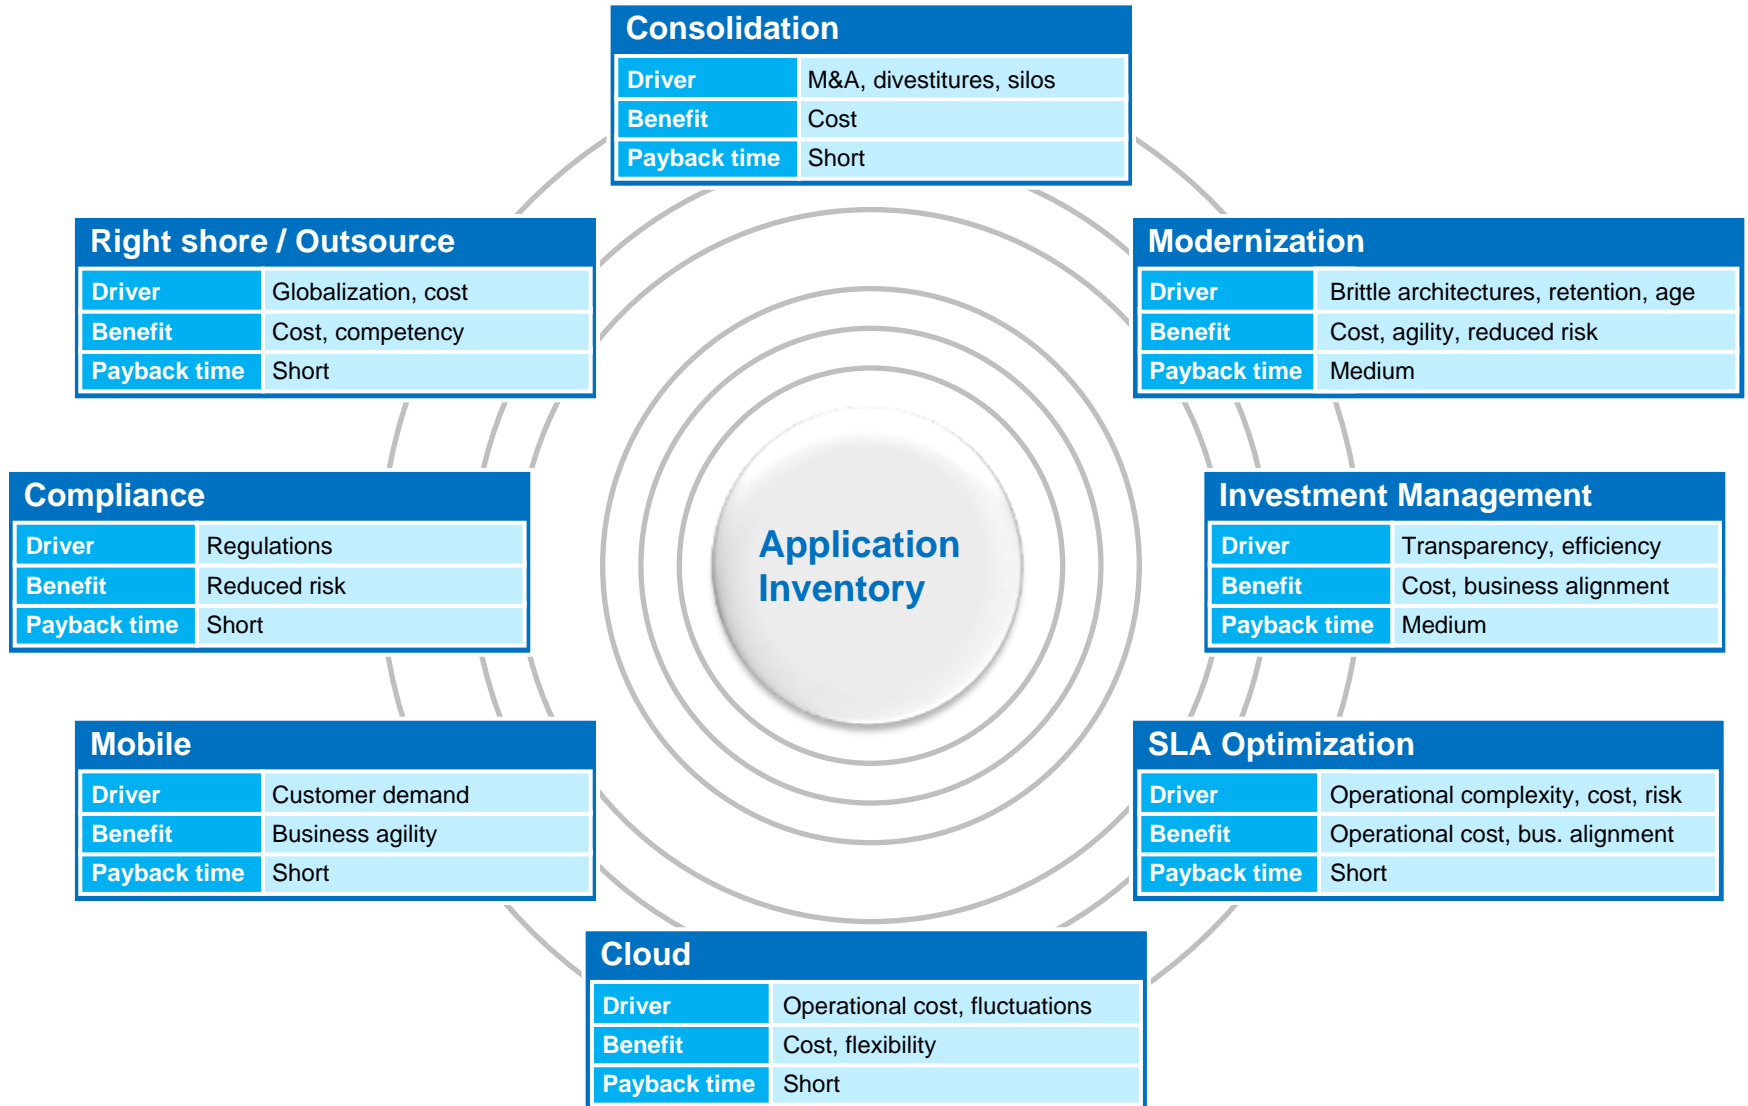 Consolidation
Driver M&A, divestitures, silos
Benefit Cost
Payback time Short
Right shore / Outsource
Driver Globalization, cost
Benefit Cost, competency
Payback time Short
Modernization
Driver Brittle architectures, retention, age
Benefit Cost, agility, reduced risk
Payback time Medium
Compliance
Driver Regulations
Benefit Reduced risk
Payback time Short
Application
Inventory
Investment Management
Driver Transparency, efficiency
Benefit Cost, business alignment
Payback time Medium
Mobile
Driver Customer demand
Benefit Business agility
Payback time Short
SLA Optimization
Driver Operational complexity, cost, risk
Benefit Operational cost, bus. alignment
Payback time Short
Cloud
Driver Operational cost, fluctuations
Benefit Cost, flexibility
Payback time Short